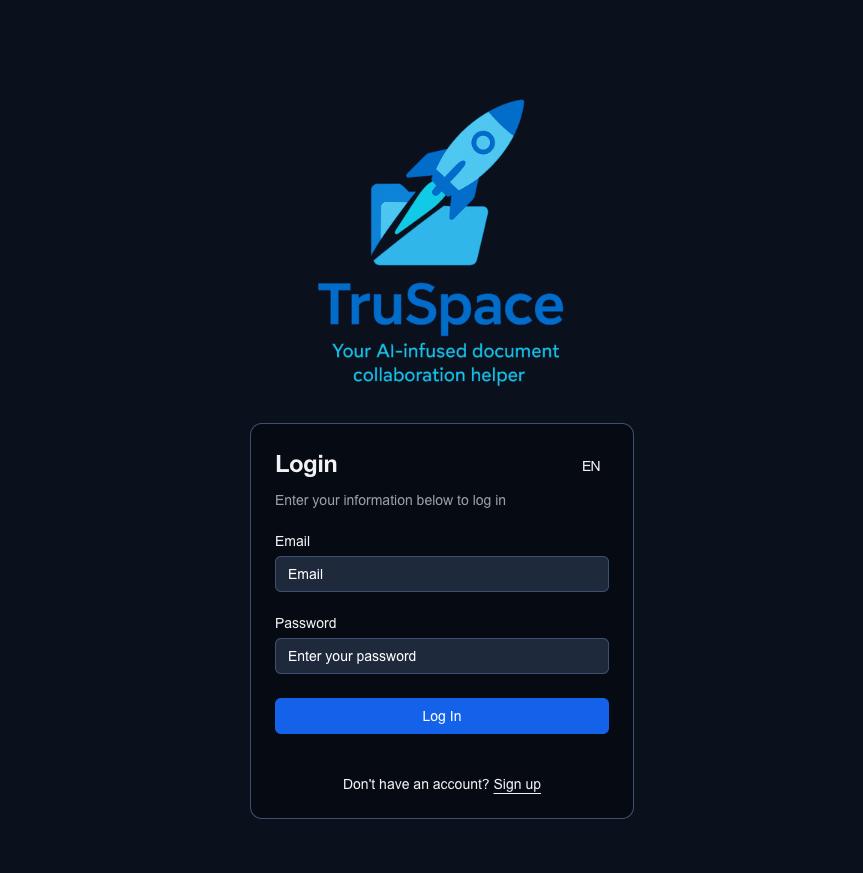 TruSpace
Your AI-infused document
collaboration helper
Login
EN
Enter your information below to log in
Email
Email
Password
Enter your password
Log In
Don't have an account? Sign up